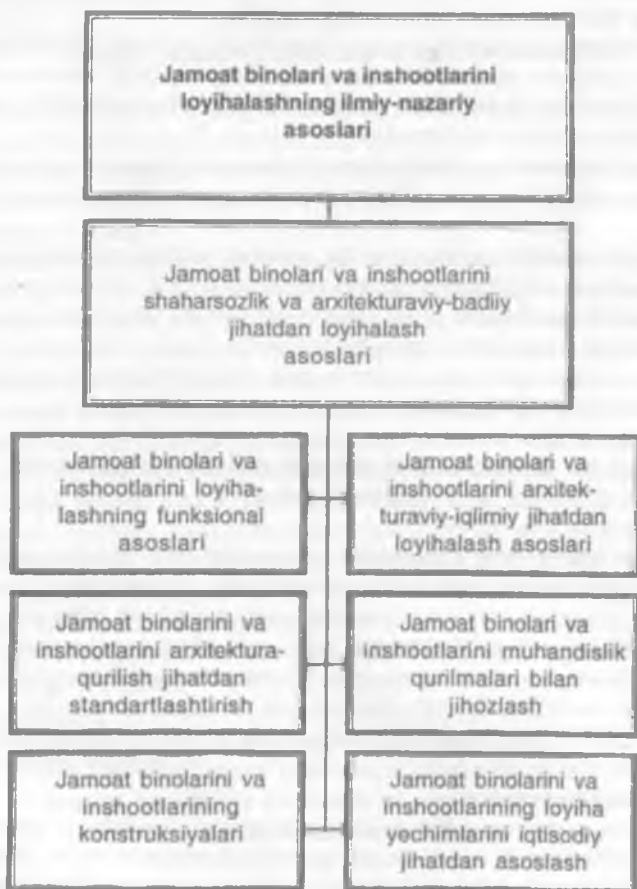 Jamoat binolari va inshootlarini
loyihalashning ilmiy-nazariy
asoslari
Jamoat binolari va inshootlarini
shaharsozlik va arxitekturaviy-badiiy
jihatdan loyihalash
asoslari
Jamoat binolari va
inshootlarini loyiha-
lashning funksional
asoslari
Jamoat binolari va
inshootlarini arxitek-
turaviy-iqlimiy jihatdan
loyihalash asoslari
Jamoat binolarini va
inshootlarini arxitektura-
qurilish jihatdan
standartlashtirish
Jamoat binolari va
inshootlarini muhandislik
qurilmalari bilan
jihozlash
Jamoat binolarini va
inshootlarining
konstruksiyalari
Jamoat binolarini va
inshootlarining loyiha
yechimlarini iqtisodiy
jihatdan asoslash